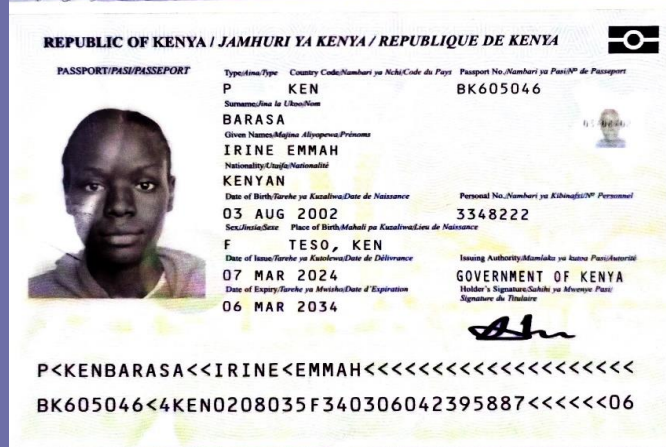 REPUBLIC OF KENYA / JAMHURI YA KENYA / REPUBLIQUE DE KENYA
PASSPORT/PASI/PASSEPORT
Type/Aina/Type Country Code/Nambari ya Nchi/Code du Pays Passport No./Nambari ya Pasi/Nº de Passeport
P KEN BK605046
Surname/Jina la Ukoo/Nom
BARASA
Given Names/Majina Aliyopewa/Prénoms
IRINE EMMAH
Nationality/Utaifa/Nationalité
KENYAN
Date of Birth/Tarehe ya Kuzaliwa/Date de Naissance Personal No./Nambari ya Kibinafsi/Nº Personnel
03 AUG 2002 3348222
Sex/Jinsia/Sexe Place of Birth/Mahali pa Kuzaliwa/Lieu de Naissance
F TESO, KEN
Date of Issue/Tarehe ya Kutolewa/Date de Délivrance Issuing Authority/Mamlaka ya kutoa Pasi/Autorité
07 MAR 2024 GOVERNMENT OF KENYA
Date of Expiry/Tarehe ya Mwisho/Date d'Expiration Holder's Signature/Sahihi ya Mwenye Pasi/
Signature du Titulaire
06 MAR 2034
P<KENBARASA<<IRINE<EMMAH<<<<<<<<<<<<<<<<<<<<
BK605046<4KEN0208035F340306042395887<<<<<<06